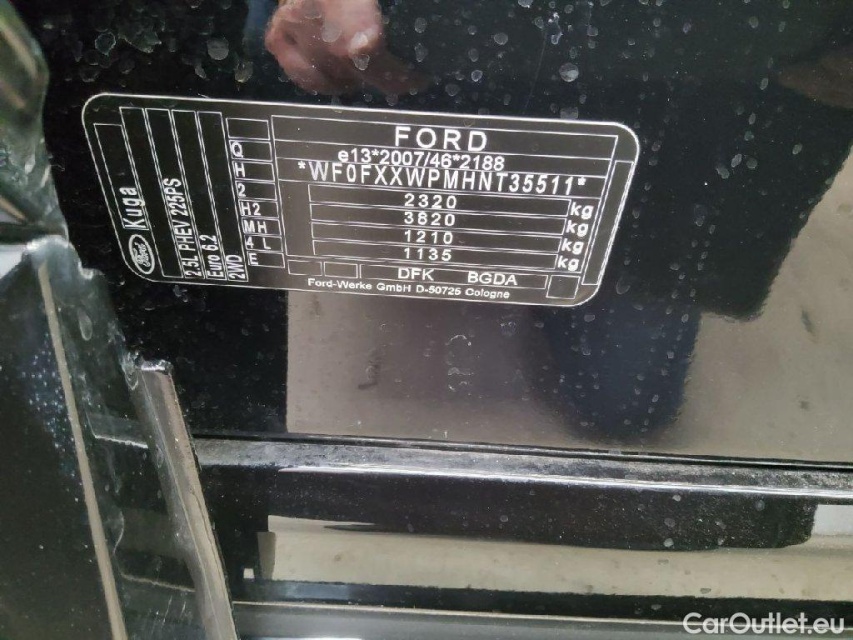 FORD
e13*2007/46*2188
*WF0FXXWPMHNT35511*
2320 kg
3820 kg
1210 kg
1135 kg
DFK BGDA
Ford-Werke GmbH D-50725 Cologne
Q
H
2
H2
MH
4 L
E
Ford Kuga
2.5L PHEV 225PS
Euro 6.2
2WD
CarOutlet.eu